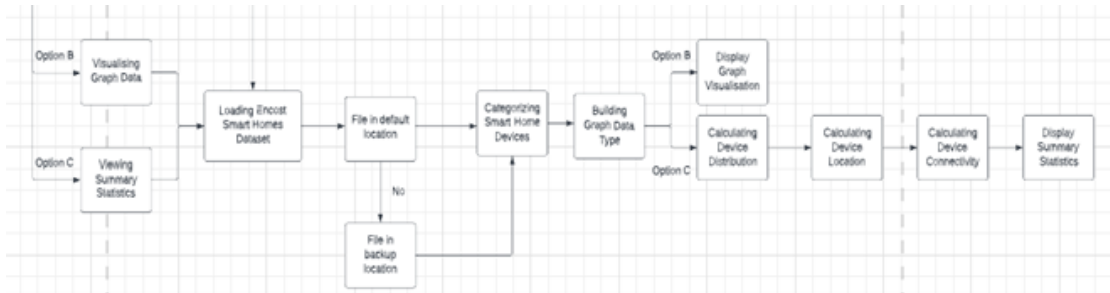 Option B
Visualising
Graph Data
Option C
Viewing
Summary
Statistics
Loading Encost
Smart Homes
Dataset
File in default
location
No
File in
backup
location
Categorizing
Smart Home
Devices
Building
Graph Data
Type
Option B
Display
Graph
Visualisation
Option C
Calculating
Device
Distribution
Calculating
Device
Location
Calculating
Device
Connectivity
Display
Summary
Statistics